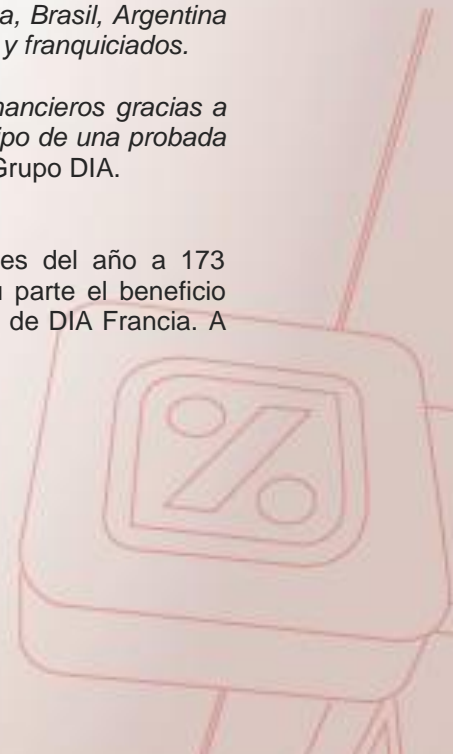 a, Brasil, Argentina
y franquiciados.
nancieros gracias a
ipo de una probada
Grupo DIA.
es del año a 173
u parte el beneficio
de DIA Francia. A
%